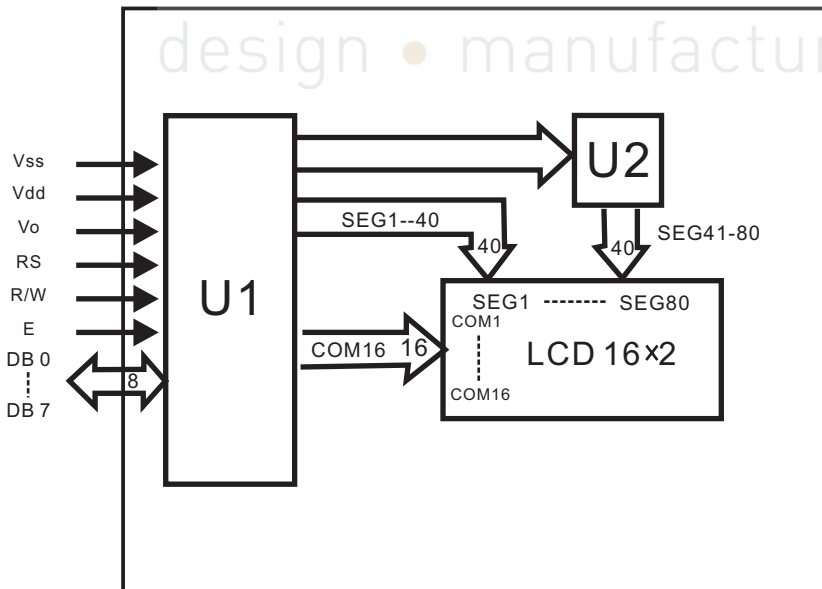 design • manufactur
Vss
Vdd
Vo
RS
R/W
E
DB 0
DB 7
8
U1
U2
SEG1--40
40
40
SEG41-80
SEG1 -------- SEG80
COM1
COM16 16
LCD 16×2
COM16